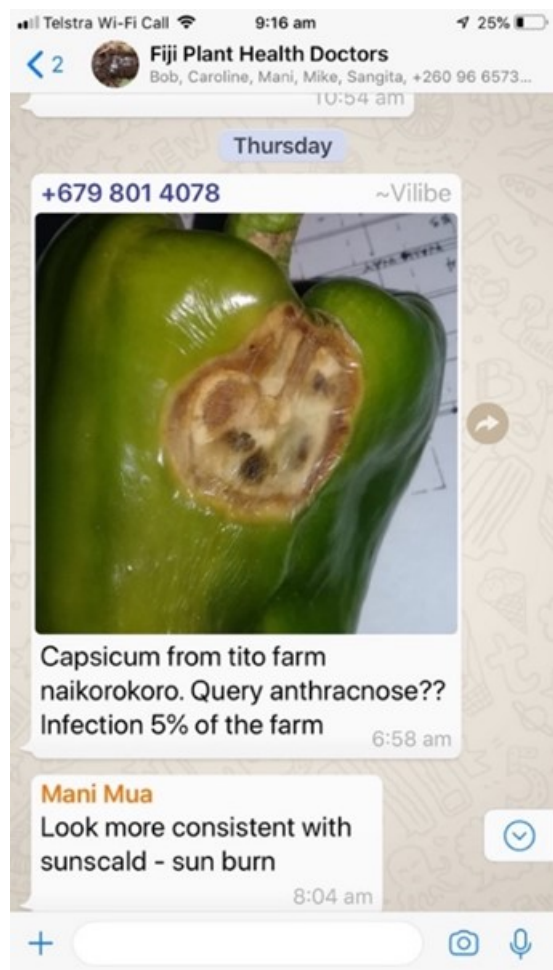 Telstra Wi-Fi Call 9:16 am 25%
2 Fiji Plant Health Doctors
Bob, Caroline, Mani, Mike, Sangita, +260 96 6573...
10:54 am
Thursday
+679 801 4078 ~Vilibe
Capsicum from tito farm
naikorokoro. Query anthracnose??
Infection 5% of the farm
6:58 am
Mani Mua
Look more consistent with
sunscald - sun burn
8:04 am